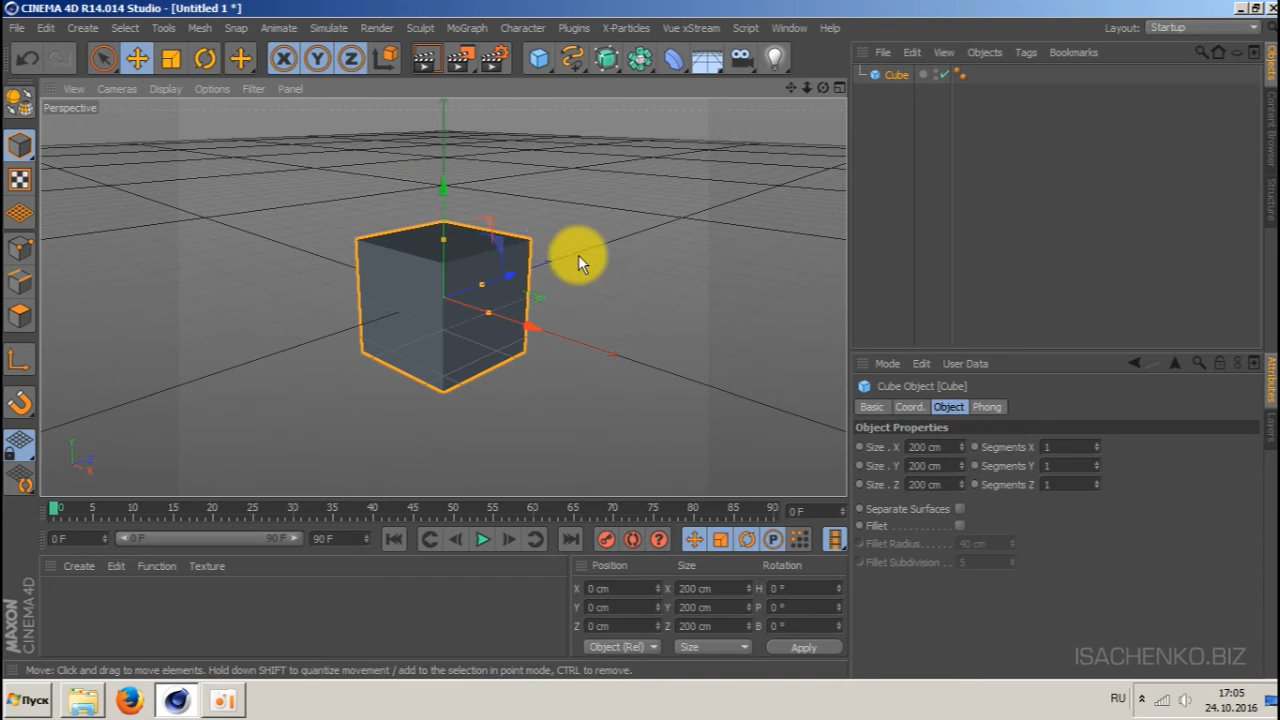 CINEMA 4D R14.014 Studio - [Untitled 1 *]
File Edit Create Select Tools Mesh Snap Animate Simulate Render Sculpt MoGraph Character Plugins X-Particles Vue xStream Script Window Help Layout: Startup
File Edit View Objects Tags Bookmarks
Objects
Content Browser
Structure
Cube
View Cameras Display Options Filter Panel
Perspective
Y
Z
X
Mode Edit User Data
Attributes
Layers
Cube Object [Cube]
Basic Coord. Object Phong
Object Properties
Size . X 200 cm Segments X 1
Size . Y 200 cm Segments Y 1
Size . Z 200 cm Segments Z 1
Separate Surfaces
Fillet . . . . . . . . . .
Fillet Radius. . . . . . 40 cm
Fillet Subdivision . . 5
0 5 10 15 20 25 30 35 40 45 50 55 60 65 70 75 80 85 90 0 F
0 F 0 F 90 F 90 F
Create Edit Function Texture
Position Size Rotation
X 0 cm X 200 cm H 0 °
Y 0 cm Y 200 cm P 0 °
Z 0 cm Z 200 cm B 0 °
Object (Rel) Size Apply
MAXON
CINEMA 4D
Move: Click and drag to move elements. Hold down SHIFT to quantize movement / add to the selection in point mode, CTRL to remove.
ISACHENKO.BIZ
Пуск
RU
17:05
24.10.2016